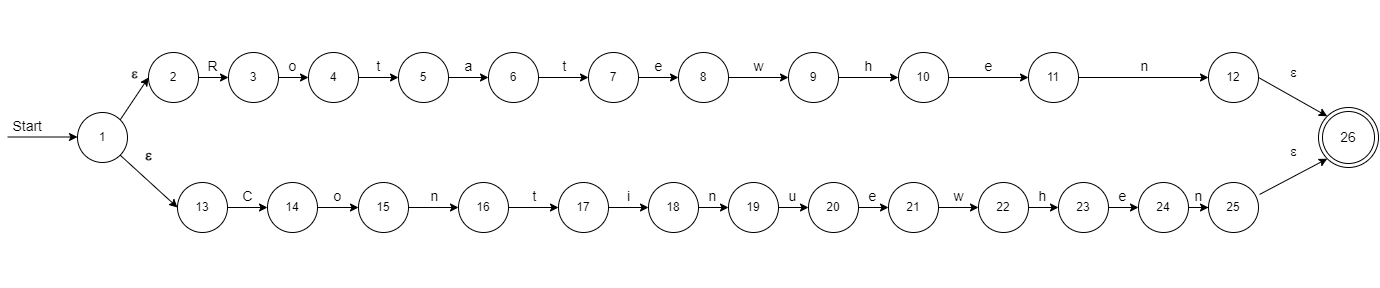 ε R o t a t e w h e n ε
2 3 4 5 6 7 8 9 10 11 12
Start 1 26
ε ε
13 C 14 o 15 n 16 t 17 i 18 n 19 u 20 e 21 w 22 h 23 e 24 n 25